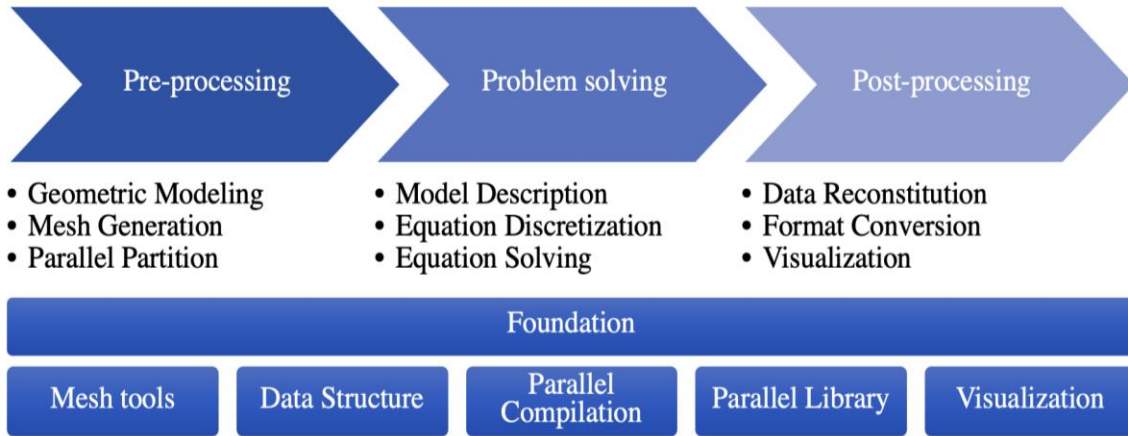 Pre-processing
Problem solving
Post-processing
• Geometric Modeling
• Mesh Generation
• Parallel Partition
• Model Description
• Equation Discretization
• Equation Solving
• Data Reconstitution
• Format Conversion
• Visualization
Foundation
Mesh tools
Data Structure
Parallel
Compilation
Parallel Library
Visualization